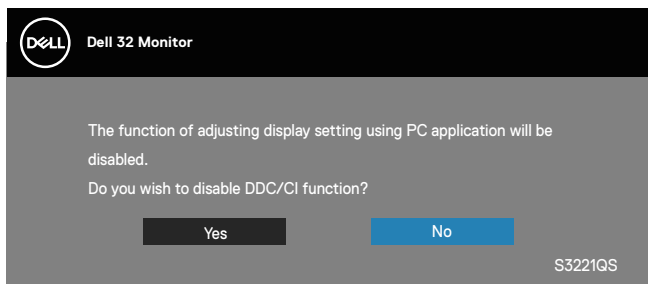 DELL
Dell 32 Monitor
The function of adjusting display setting using PC application will be
disabled.
Do you wish to disable DDC/CI function?
Yes No
S3221QS